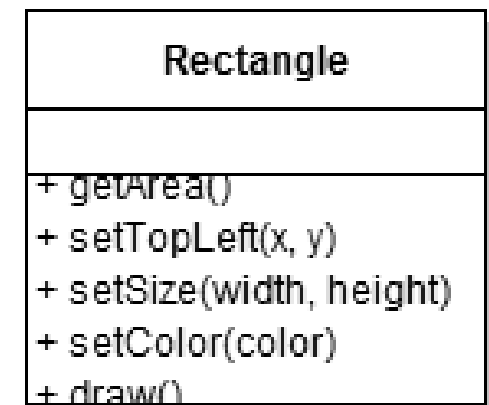 Rectangle
+ getArea()
+ setTopLeft(x, y)
+ setSize(width, height)
+ setColor(color)
+ draw()